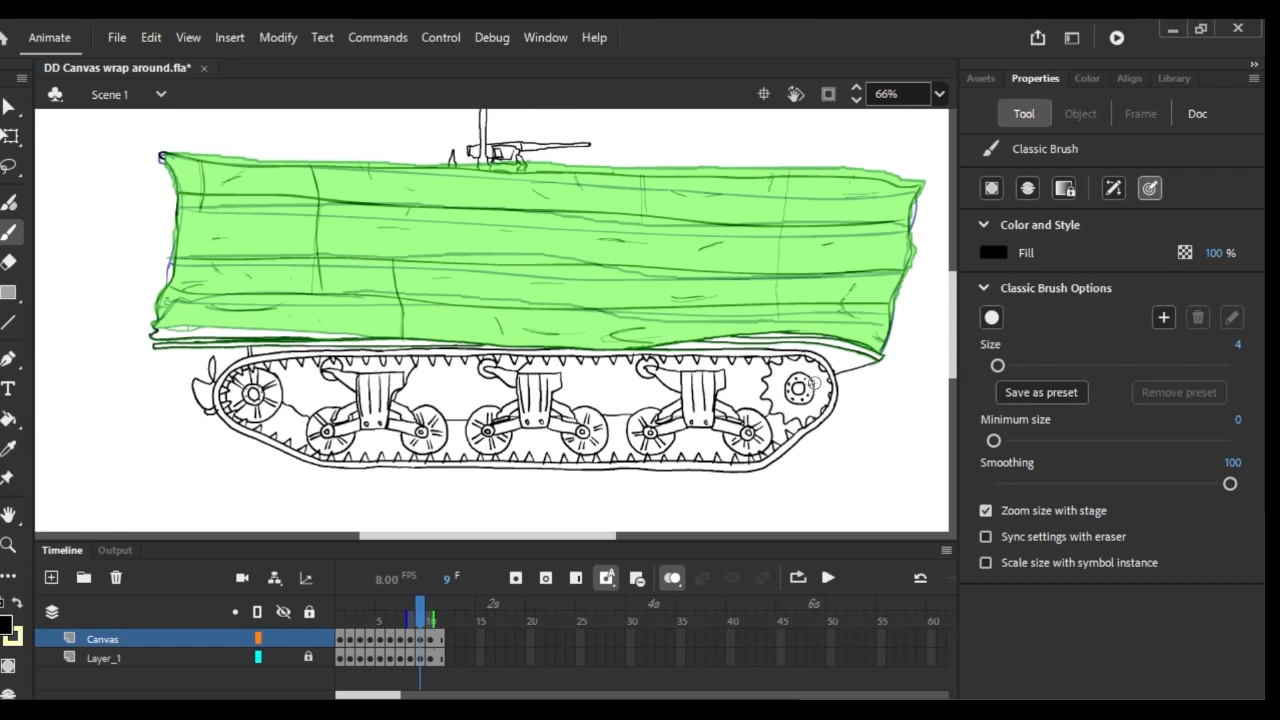 Animate File Edit View Insert Modify Text Commands Control Debug Window Help
DD Canvas wrap around.fla*
Scene 1 66%
Assets Properties Color Align Library
Tool Object Frame Doc
Classic Brush
Color and Style
Fill 100 %
Classic Brush Options
Size 4
Save as preset Remove preset
Minimum size 0
Smoothing 100
Zoom size with stage
Sync settings with eraser
Scale size with symbol instance
Timeline Output
8.00 FPS 9 F
2s 4s 6s
5 15 20 25 30 35 40 45 50 55 60
Canvas
Layer_1